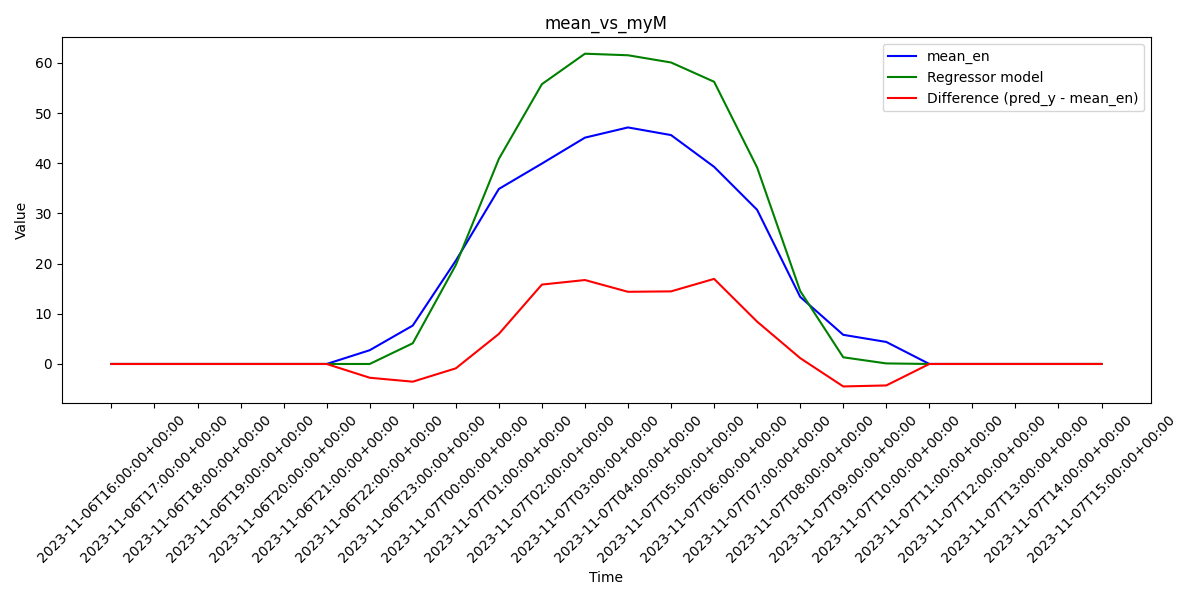 mean_vs_myM
mean_en
Regressor model
Difference (pred_y - mean_en)
Value
60
50
40
30
20
10
0
2023-11-06T16:00:00+00:00
2023-11-06T17:00:00+00:00
2023-11-06T18:00:00+00:00
2023-11-06T19:00:00+00:00
2023-11-06T20:00:00+00:00
2023-11-06T21:00:00+00:00
2023-11-06T22:00:00+00:00
2023-11-06T23:00:00+00:00
2023-11-07T00:00:00+00:00
2023-11-07T01:00:00+00:00
2023-11-07T02:00:00+00:00
2023-11-07T03:00:00+00:00
2023-11-07T04:00:00+00:00
2023-11-07T05:00:00+00:00
2023-11-07T06:00:00+00:00
2023-11-07T07:00:00+00:00
2023-11-07T08:00:00+00:00
2023-11-07T09:00:00+00:00
2023-11-07T10:00:00+00:00
2023-11-07T11:00:00+00:00
2023-11-07T12:00:00+00:00
2023-11-07T13:00:00+00:00
2023-11-07T14:00:00+00:00
2023-11-07T15:00:00+00:00
Time